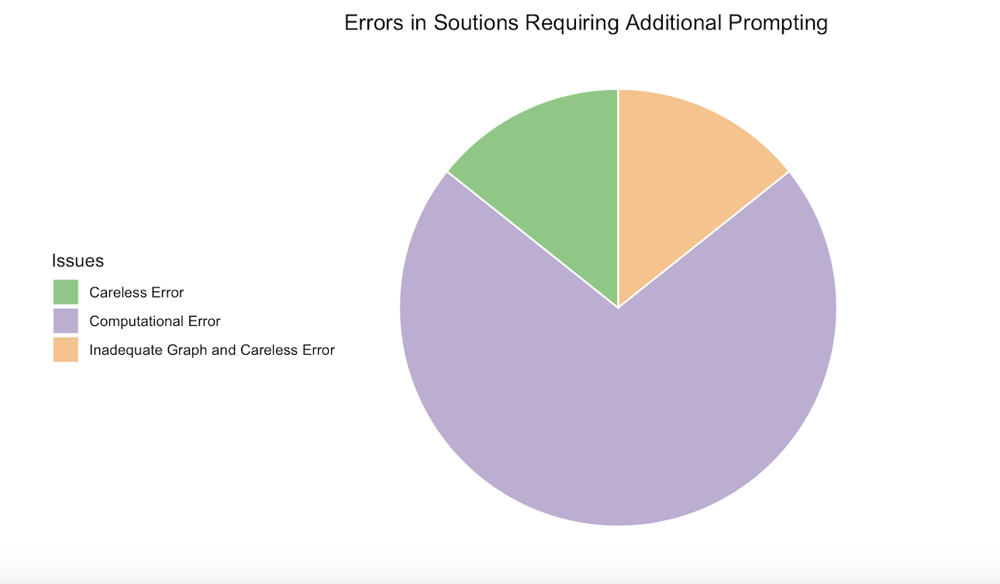 Errors in Soutions Requiring Additional Prompting
Issues
Careless Error
Computational Error
Inadequate Graph and Careless Error